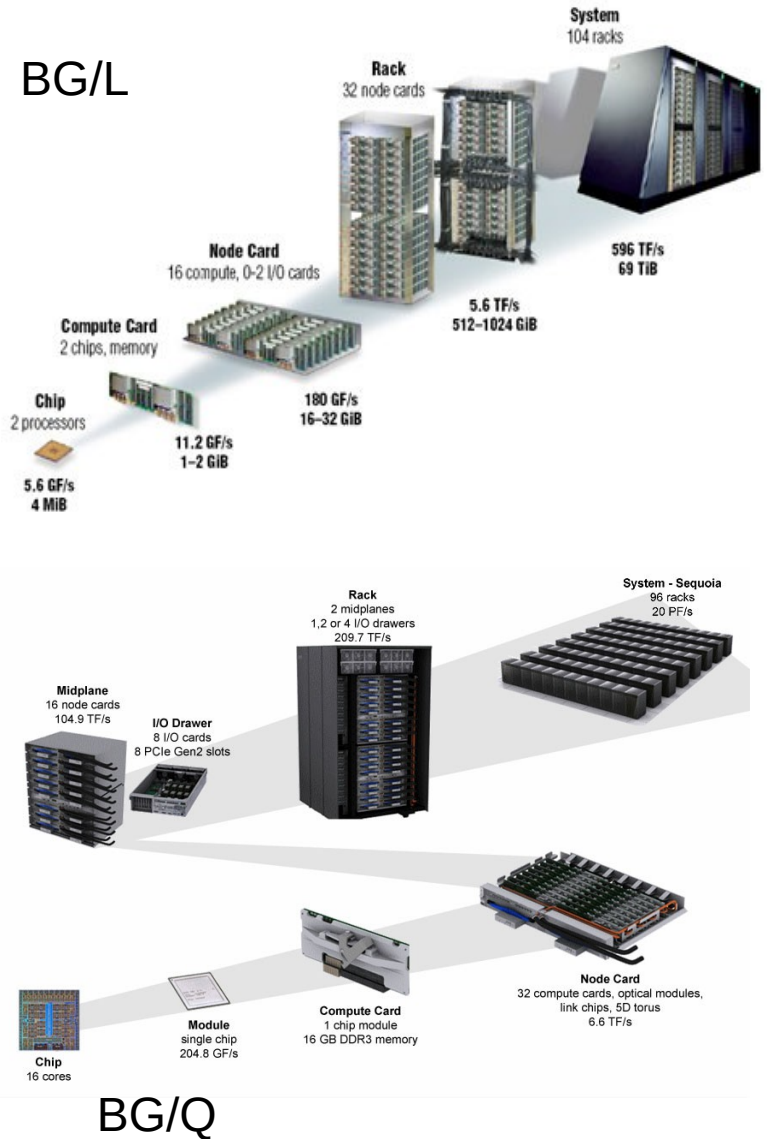 BG/L
System
104 racks
Rack
32 node cards
596 TF/s
69 TiB
Node Card
16 compute, 0-2 I/O cards
5.6 TF/s
512–1024 GiB
Compute Card
2 chips, memory
180 GF/s
16–32 GiB
Chip
2 processors
11.2 GF/s
1–2 GiB
5.6 GF/s
4 MiB
System - Sequoia
96 racks
20 PF/s
Rack
2 midplanes
1,2 or 4 I/O drawers
209.7 TF/s
Midplane
16 node cards
104.9 TF/s
I/O Drawer
8 I/O cards
8 PCIe Gen2 slots
Node Card
32 compute cards, optical modules,
link chips, 5D torus
6.6 TF/s
Compute Card
1 chip module
16 GB DDR3 memory
Module
single chip
204.8 GF/s
Chip
16 cores
BG/Q